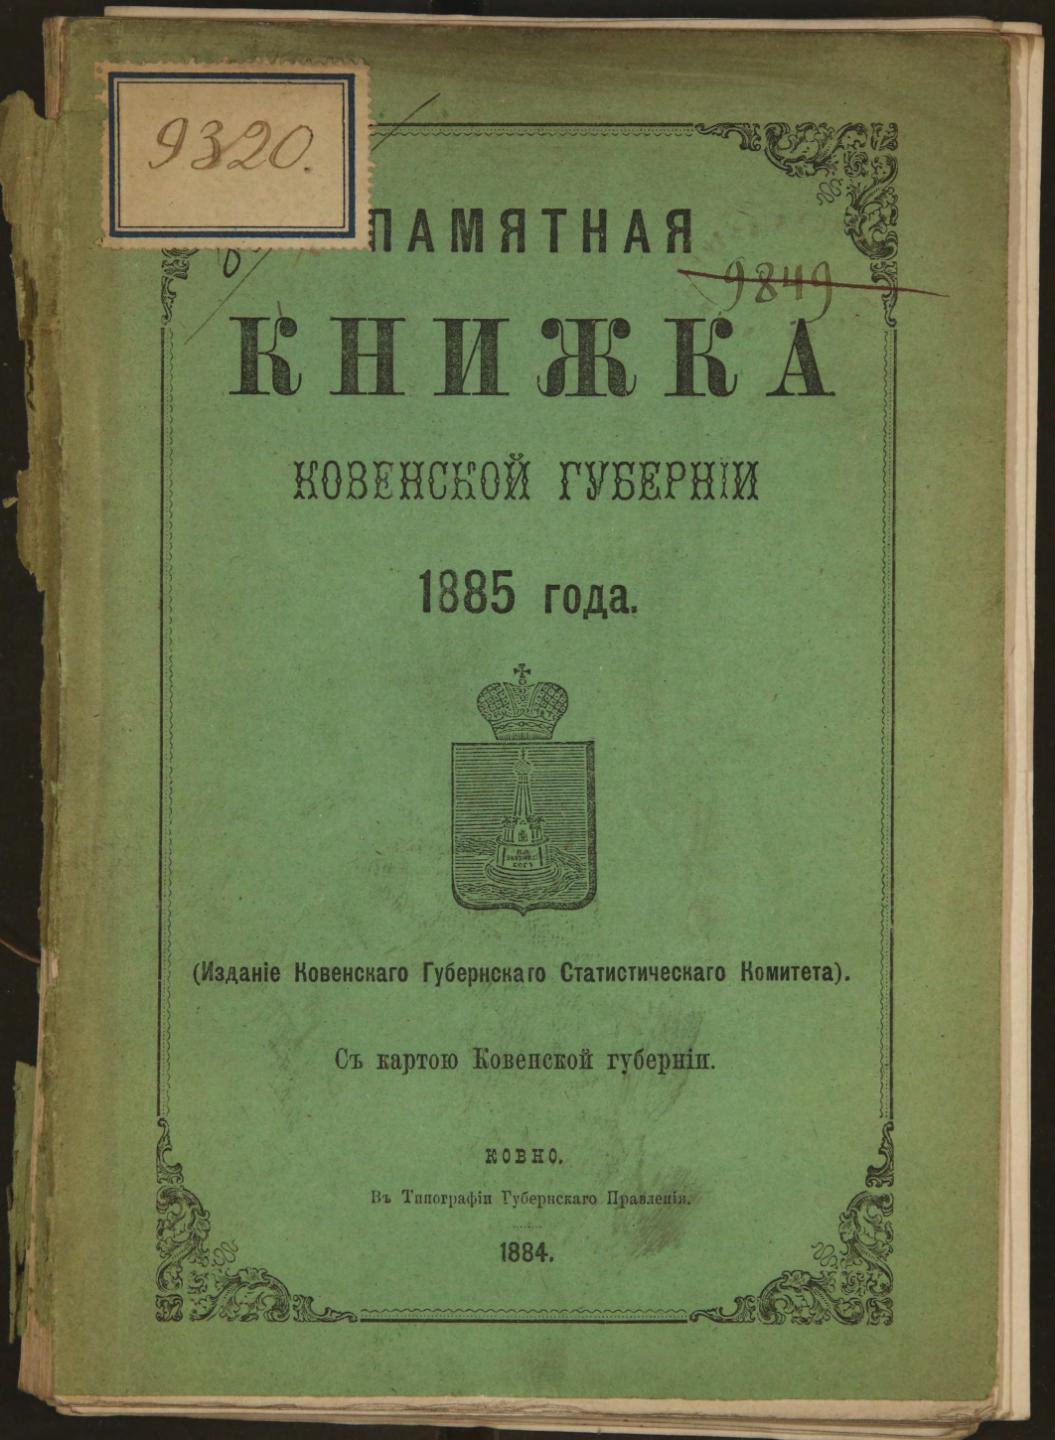 9320.
ПАМЯТНАЯ
9849
КНИЖКА
КОВЕНСКОЙ ГУБЕРНІИ
1885 года.
(Изданіе Ковенскаго Губернскаго Статистическаго Комитета).
Съ картою Ковенской губерніи.
КОВНО.
Въ Типографіи Губернскаго Правленія.
1884.